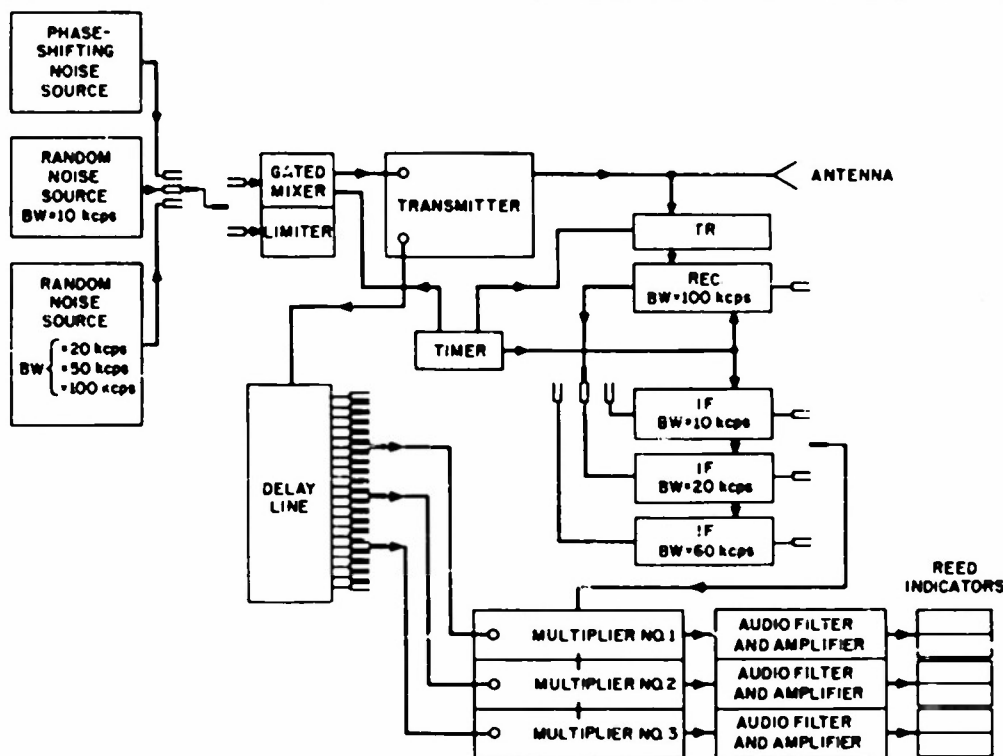 PHASE-
SHIFTING
NOISE
SOURCE
RANDOM
NOISE
SOURCE
BW=10 kcps
RANDOM
NOISE
SOURCE
BW { =20 kcps
=50 kcps
=100 kcps
GATED
MIXER
LIMITER
TRANSMITTER
ANTENNA
TR
REC
BW=100 kcps
TIMER
IF
BW=10 kcps
IF
BW=20 kcps
IF
BW=60 kcps
DELAY
LINE
REED
INDICATORS
MULTIPLIER NO.1
AUDIO FILTER
AND AMPLIFIER
MULTIPLIER NO.2
AUDIO FILTER
AND AMPLIFIER
MULTIPLIER NO.3
AUDIO FILTER
AND AMPLIFIER